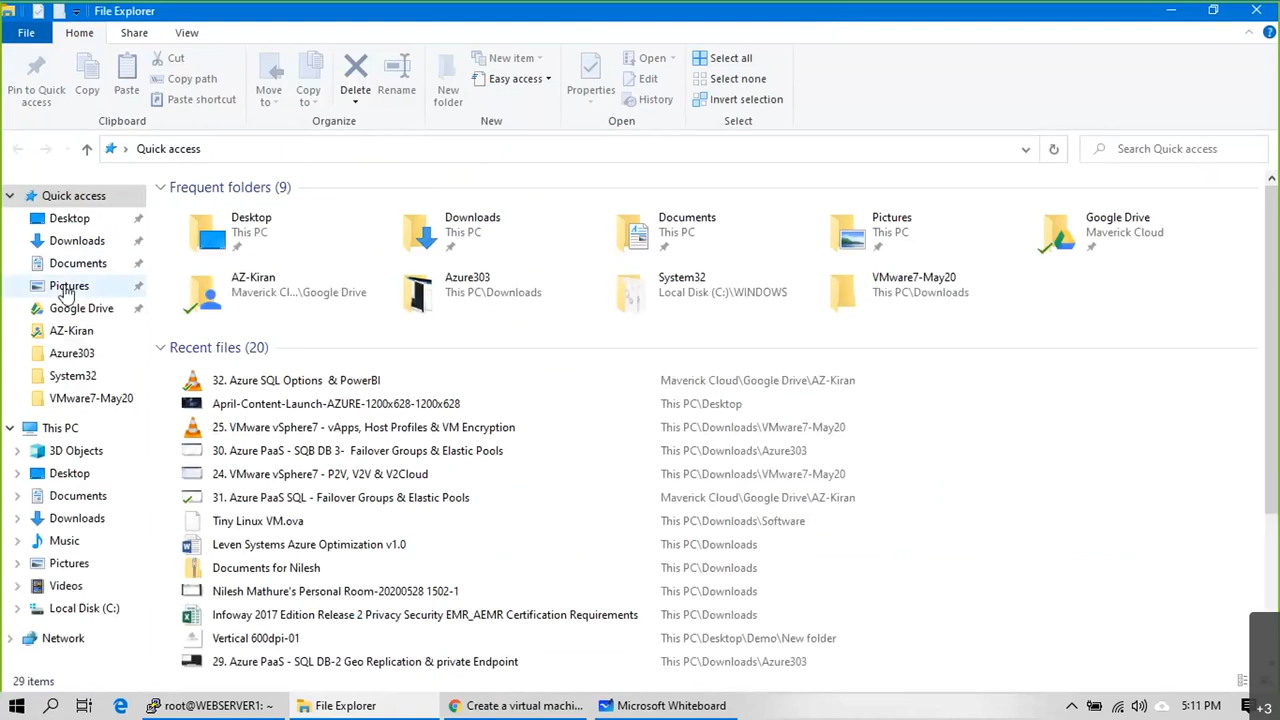 File Explorer
File Home Share View
Pin to Quick access
Copy
Paste
Cut
Copy path
Paste shortcut
Clipboard
Move to
Copy to
Delete
Rename
Organize
New folder
New item
Easy access
New
Properties
Open
Edit
History
Open
Select all
Select none
Invert selection
Select
Quick access
Search Quick access
Quick access
Desktop
Downloads
Documents
Pictures
Google Drive
AZ-Kiran
Azure303
System32
VMware7-May20
This PC
3D Objects
Desktop
Documents
Downloads
Music
Pictures
Videos
Local Disk (C:)
Network
Frequent folders (9)
Desktop
This PC
Downloads
This PC
Documents
This PC
Pictures
This PC
Google Drive
Maverick Cloud
AZ-Kiran
Maverick Cl...\Google Drive
Azure303
This PC\Downloads
System32
Local Disk (C:)\WINDOWS
VMware7-May20
This PC\Downloads
Recent files (20)
32. Azure SQL Options & PowerBI Maverick Cloud\Google Drive\AZ-Kiran
April-Content-Launch-AZURE-1200x628-1200x628 This PC\Desktop
25. VMware vSphere7 - vApps, Host Profiles & VM Encryption This PC\Downloads\VMware7-May20
30. Azure PaaS - SQB DB 3- Failover Groups & Elastic Pools This PC\Downloads\Azure303
24. VMware vSphere7 - P2V, V2V & V2Cloud This PC\Downloads\VMware7-May20
31. Azure PaaS SQL - Failover Groups & Elastic Pools Maverick Cloud\Google Drive\AZ-Kiran
Tiny Linux VM.ova This PC\Downloads\Software
Leven Systems Azure Optimization v1.0 This PC\Downloads
Documents for Nilesh This PC\Downloads
Nilesh Mathure's Personal Room-20200528 1502-1 This PC\Downloads
Infoway 2017 Edition Release 2 Privacy Security EMR_AEMR Certification Requirements This PC\Downloads
Vertical 600dpi-01 This PC\Desktop\Demo\New folder
29. Azure PaaS - SQL DB-2 Geo Replication & private Endpoint This PC\Downloads\Azure303
29 items
root@WEBSERVER1: ~ File Explorer Create a virtual machin... Microsoft Whiteboard 5:11 PM +3